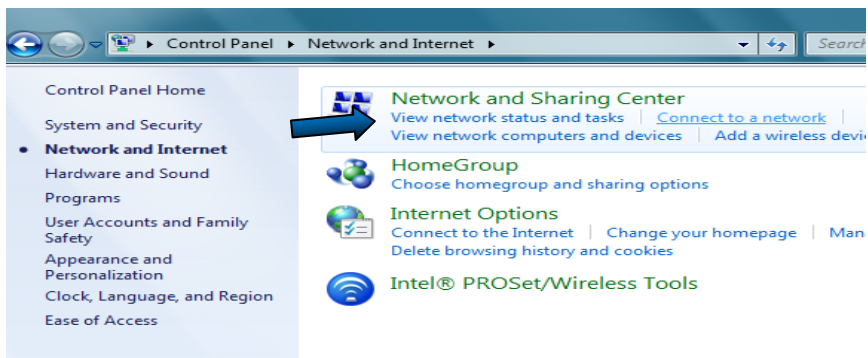 Control Panel Network and Internet Search
Control Panel Home
System and Security
Network and Internet
Hardware and Sound
Programs
User Accounts and Family
Safety
Appearance and
Personalization
Clock, Language, and Region
Ease of Access
Network and Sharing Center
View network status and tasks Connect to a network
View network computers and devices Add a wireless
HomeGroup
Choose homegroup and sharing options
Internet Options
Connect to the Internet Change your homepage
Delete browsing history and cookies
Intel® PROSet/Wireless Tools